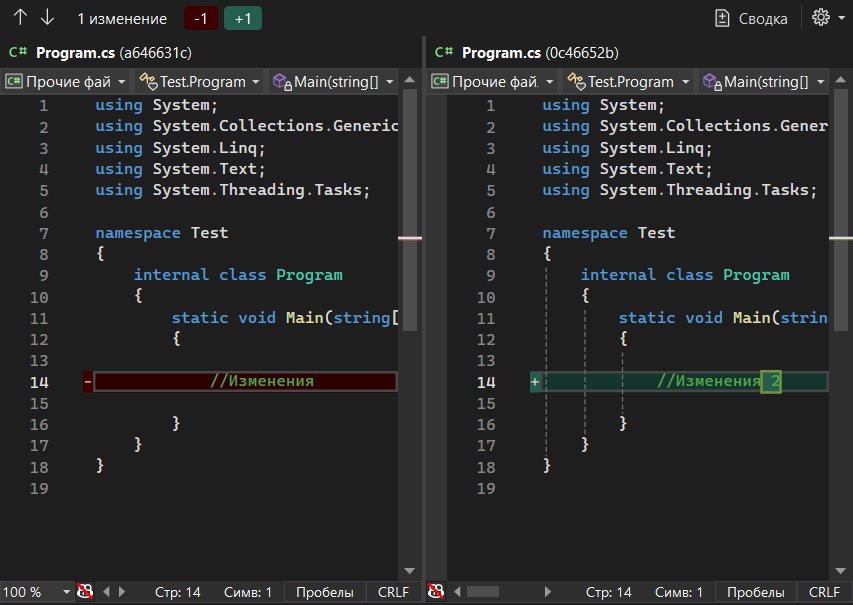 1 изменение -1 +1 Сводка
C# Program.cs (a646631c)
C# Прочие фай Test.Program Main(string[]
1 using System;
2 using System.Collections.Generic
3 using System.Linq;
4 using System.Text;
5 using System.Threading.Tasks;
6
7 namespace Test
8 {
9 internal class Program
10 {
11 static void Main(string[
12 {
13
14 - //Изменения
15
16 }
17 }
18 }
19
100 % Стр: 14 Симв: 1 Пробелы CRLF
C# Program.cs (0c46652b)
C# Прочие фай. Test.Program Main(string[]
1 using System;
2 using System.Collections.Gener
3 using System.Linq;
4 using System.Text;
5 using System.Threading.Tasks;
6
7 namespace Test
8 {
9 internal class Program
10 {
11 static void Main(strin
12 {
13
14 + //Изменения 2
15
16 }
17 }
18 }
19
Стр: 14 Симв: 1 Пробелы CRLF